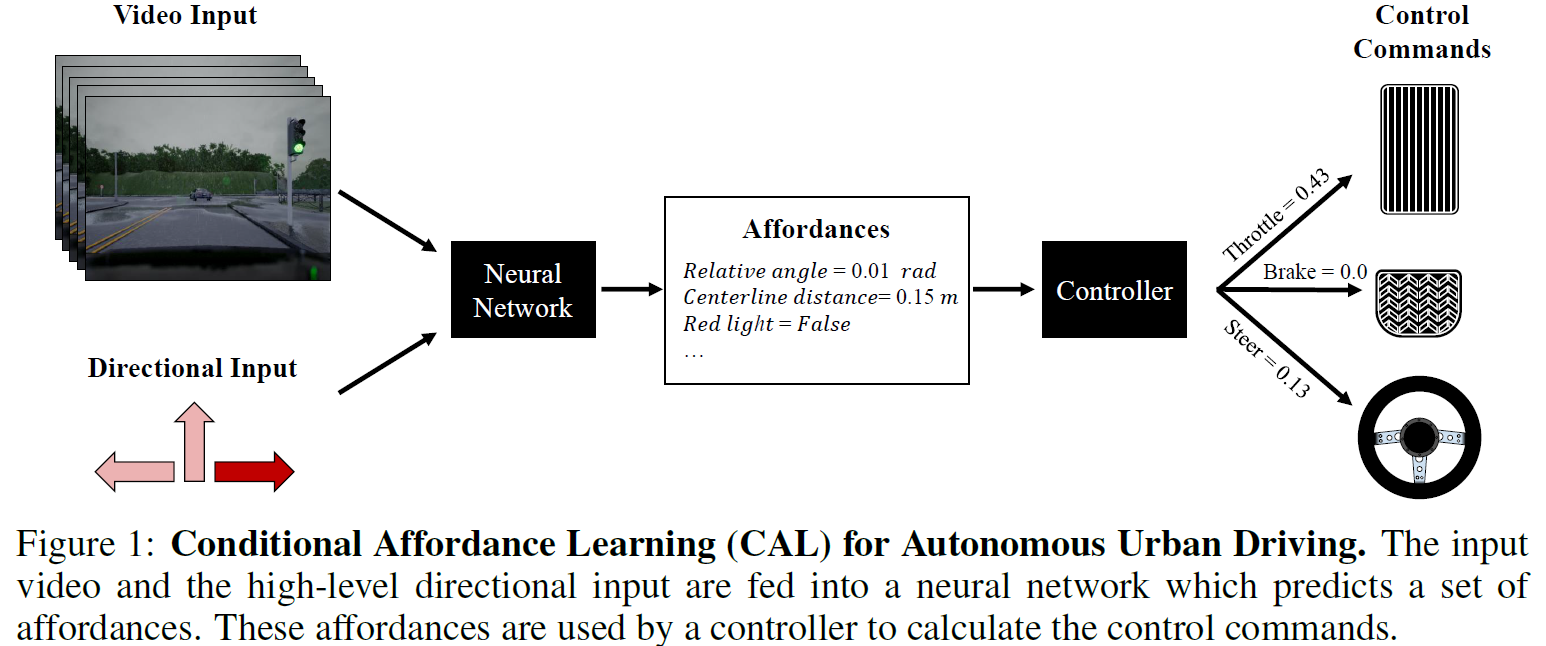 Video Input
Directional Input
Neural
Network
Affordances
Relative angle = 0.01 rad
Centerline distance= 0.15 m
Red light = False
…
Controller
Control
Commands
Throttle = 0.43
Brake = 0.0
Steer = 0.13
Figure 1: Conditional Affordance Learning (CAL) for Autonomous Urban Driving. The input
video and the high-level directional input are fed into a neural network which predicts a set of
affordances. These affordances are used by a controller to calculate the control commands.